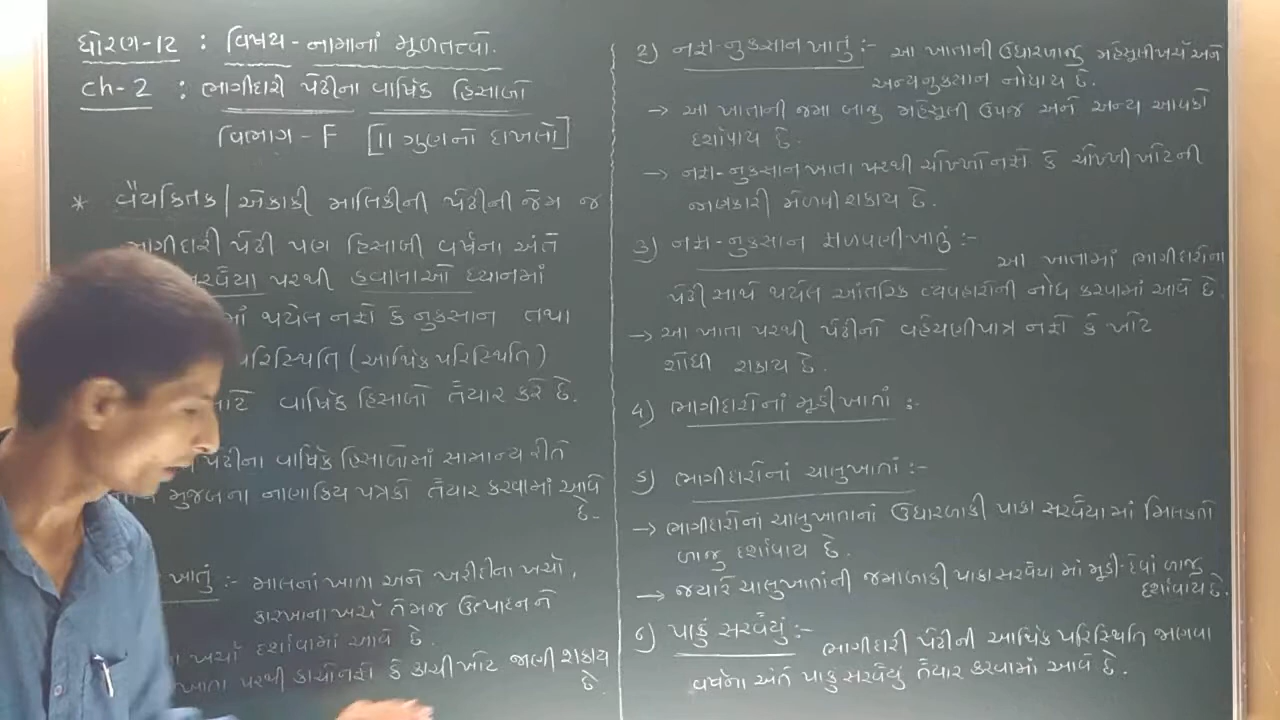 ધોરણ-12 : વિષય - નામાનાં મૂળતત્ત્વો.
ch-2 : ભાગીદારી પેઢીના વાર્ષિક હિસાબો
વિભાગ - F [11 ગુણનો દાખલો]
* વૈયક્તિક/એકાકી માલિકીની પેઢીની જેમ જ
ભાગીદારી પેઢી પણ હિસાબી વર્ષના અંતે
સરવૈયા પરથી હવાલાઓ ધ્યાનમાં
થયેલ નફો કે નુકસાન તથા
પરિસ્થિતિ (આર્થિક પરિસ્થિતિ)
માટે વાર્ષિક હિસાબો તૈયાર કરે છે.
પેઢીના વાર્ષિક હિસાબોમાં સામાન્ય રીતે
મુજબના નાણાકિય પત્રકો તૈયાર કરવામાં આવે
છે.
ખાતું :- માલનાં ખાતા અને ખરીદીના ખર્ચો,
કારખાના ખર્ચ તેમજ ઉત્પાદનને
ખર્ચો દર્શાવામાં આવે છે.
ખાતા પરથી કાચોનફો કે કાચીખોટ જાણી શકાય
છે.
2) નફા-નુકસાન ખાતું :- આ ખાતાની ઉધારબાજુ મહેસૂલીખર્ચ અને
અન્યનુકસાન નોંધાય છે.
→ આ ખાતાની જમા બાજુ મહેસૂલી ઉપજ અને અન્ય આવકો
દર્શાવાય છે.
→ નફા-નુકસાન ખાતા પરથી ચોખ્ખોનફો કે ચોખ્ખીખોટની
જાણકારી મેળવી શકાય છે.
3) નફા-નુકસાન ફાળવણીખાતું :-
આ ખાતામાં ભાગીદારોના
પેઢી સાથે થયેલ આંતરિક વ્યવહારોની નોંધ કરવામાં આવે છે.
→ આ ખાતા પરથી પેઢીનો વહેંચણીપાત્ર નફો કે ખોટ
શોધી શકાય છે.
4) ભાગીદારોનાં મૂડીખાતાં :-
5) ભાગીદારોનાં ચાલુખાતાં :-
→ ભાગીદારોનાં ચાલુખાતાનાં ઉધારબાકી પાકા સરવૈયામાં મિલકતો
બાજુ દર્શાવાય છે.
→ જ્યારે ચાલુખાતાંની જમાબાકી પાકાસરવૈયા માં મૂડી-દેવાં બાજુ
દર્શાવાય છે.
૬) પાકું સરવૈયું :-
ભાગીદારી પેઢીની આર્થિક પરિસ્થિતિ જાણવા
વર્ષના અંતે પાકુસરવૈયું તૈયાર કરવામાં આવે છે.